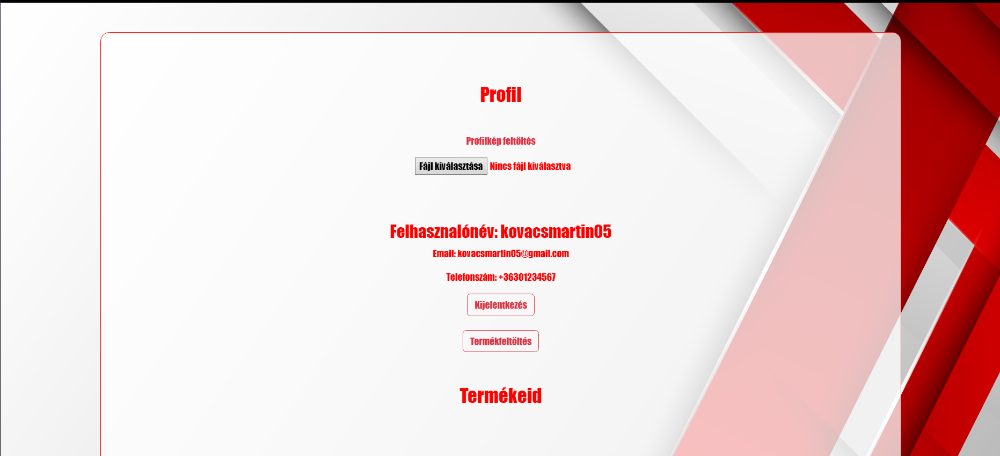 Profil
Profilkép feltöltés
Fájl kiválasztása Nincs fájl kiválasztva
Felhasznalónév: kovacsmartin05
Email: kovacsmartin05@gmail.com
Telefonszám: +36301234567
Kijelentkezés
Termékfeltöltés
Termékeid